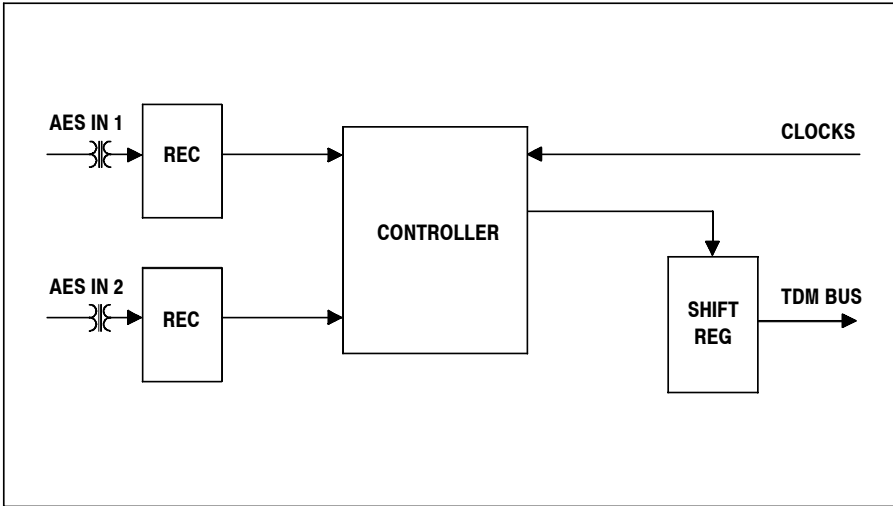 AES IN 1
REC
CLOCKS
CONTROLLER
AES IN 2
REC
SHIFT
REG
TDM BUS